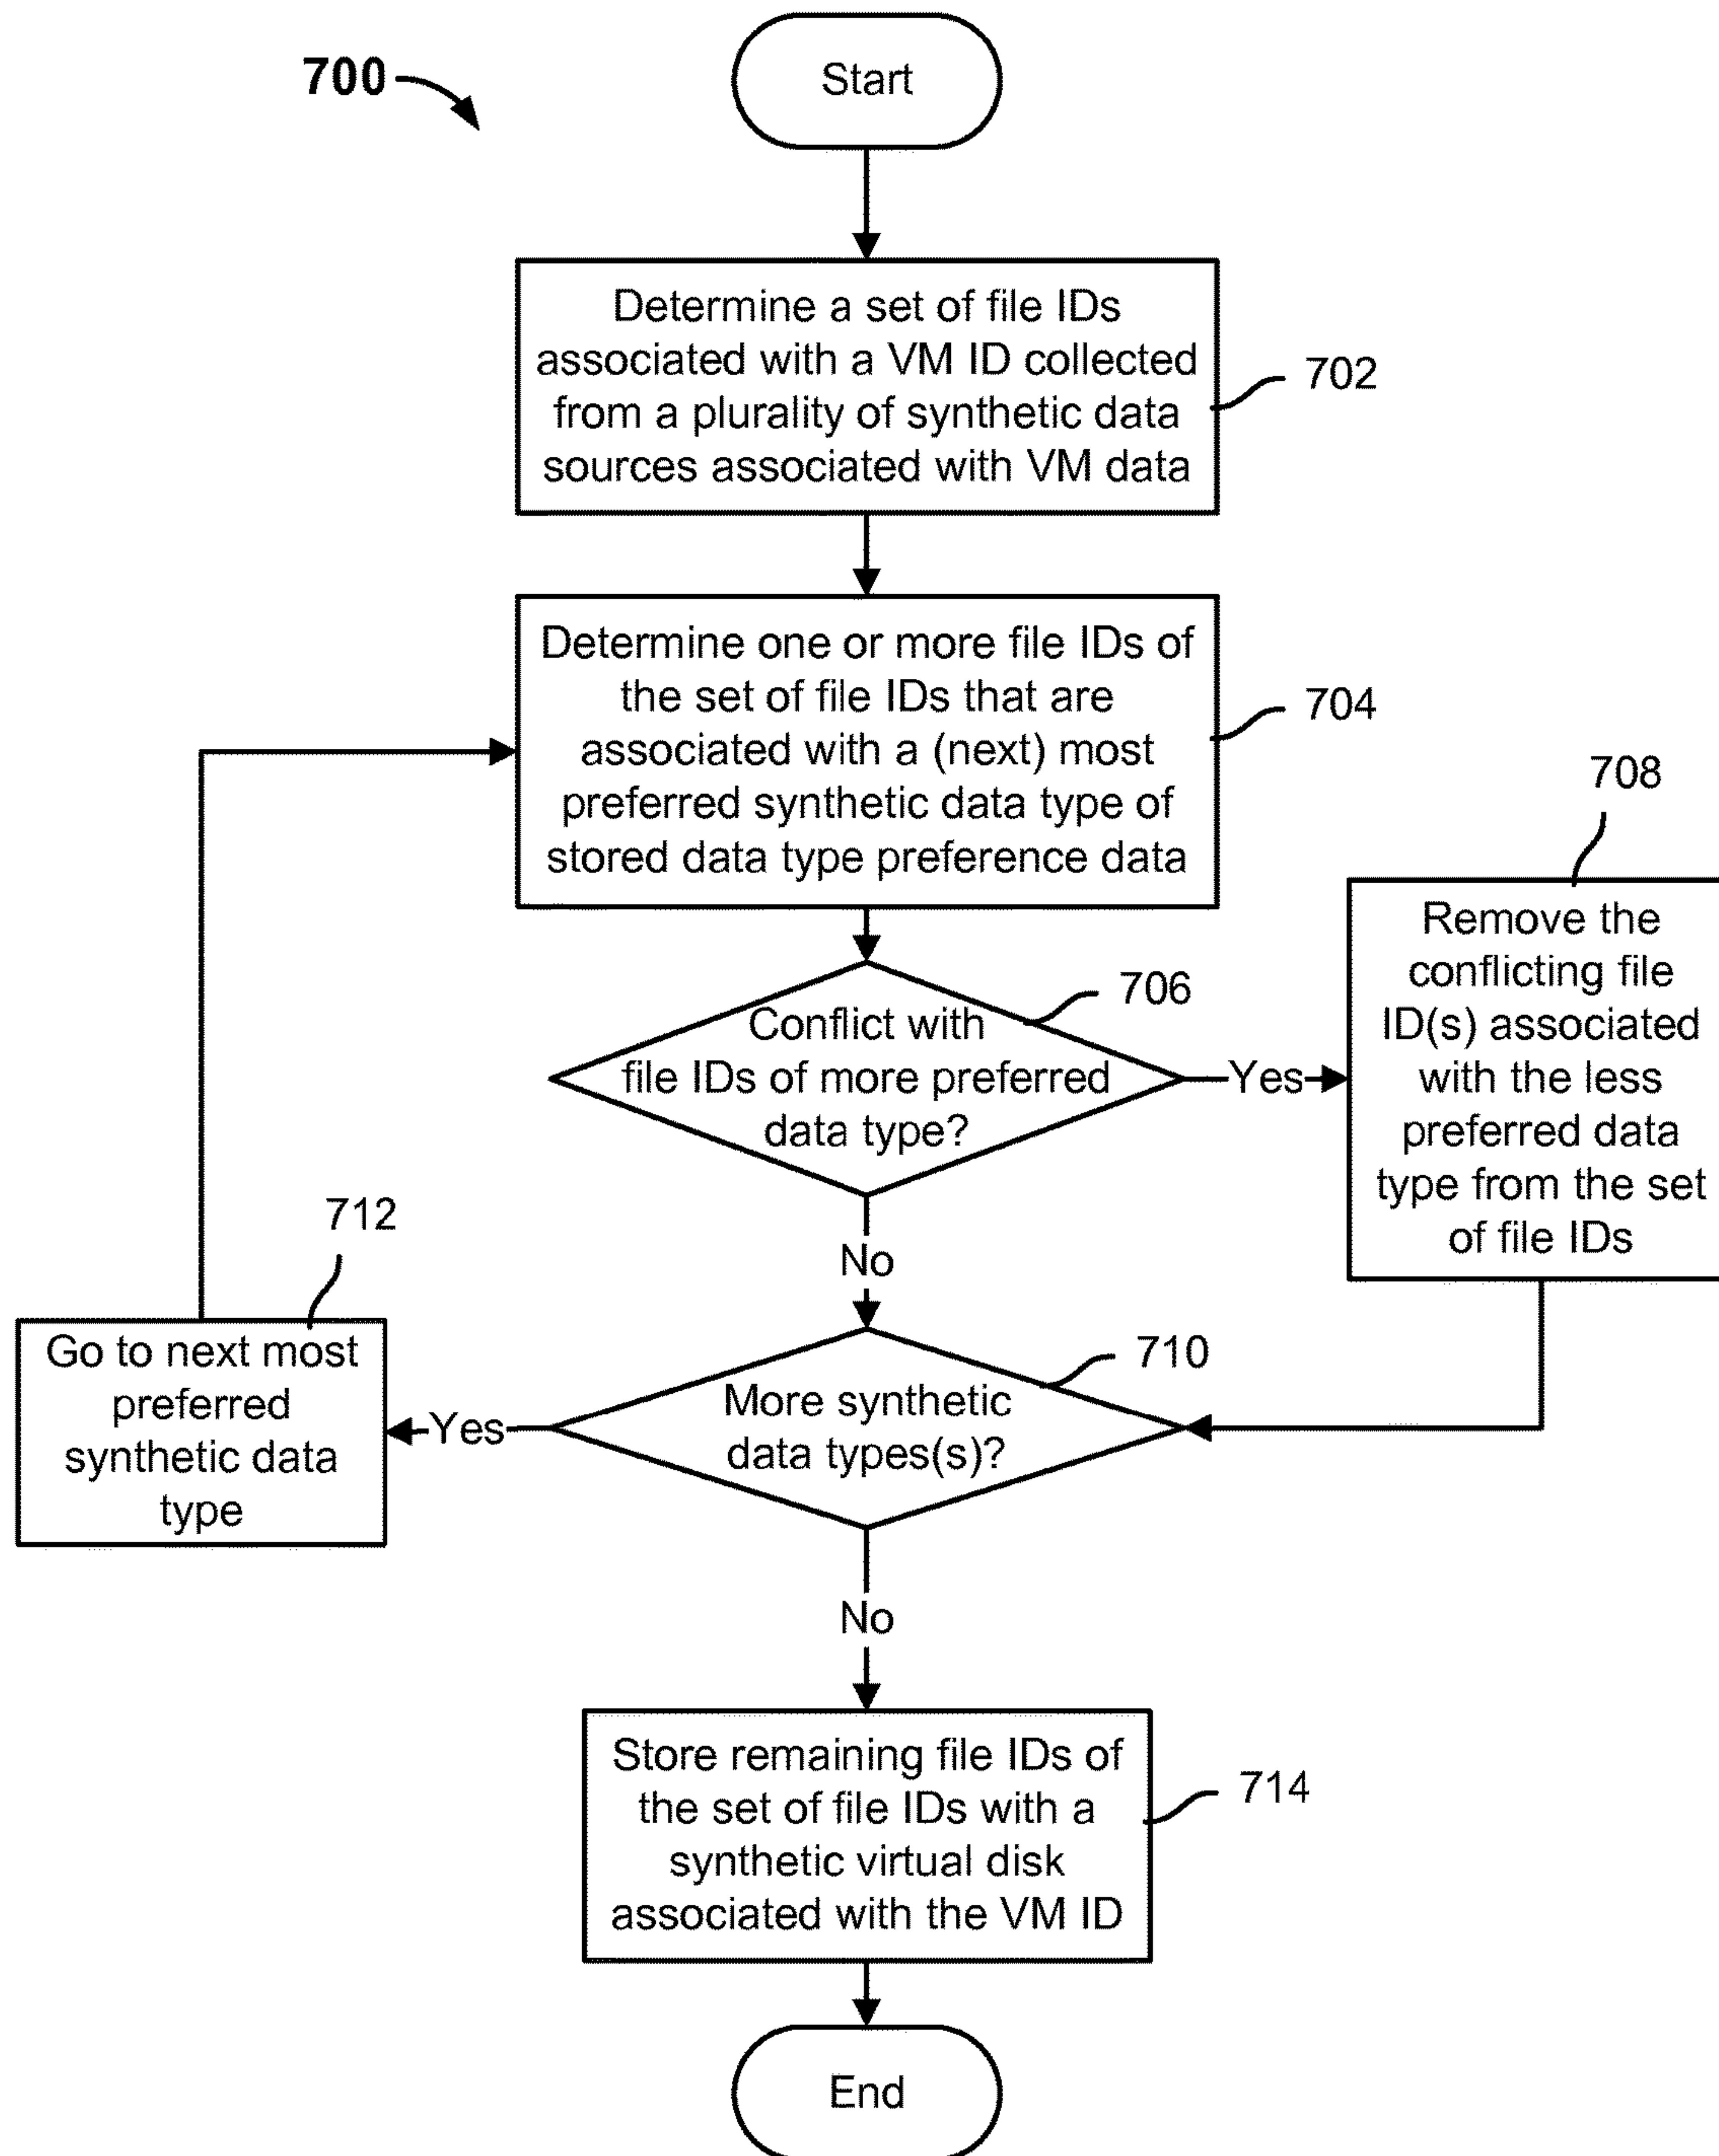 700
Start
Determine a set of file IDs
associated with a VM ID collected
from a plurality of synthetic data
sources associated with VM data
702
Determine one or more file IDs of
the set of file IDs that are
associated with a (next) most
preferred synthetic data type of
stored data type preference data
704
706
Conflict with
file IDs of more preferred
data type?
Yes
708
Remove the
conflicting file
ID(s) associated
with the less
preferred data
type from the set
of file IDs
No
710
More synthetic
data types(s)?
Yes
712
Go to next most
preferred
synthetic data
type
No
Store remaining file IDs of
the set of file IDs with a
synthetic virtual disk
associated with the VM ID
714
End